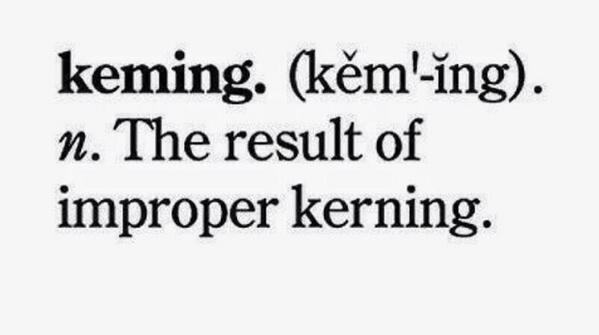 keming. (kĕm'-ĭng).
n. The result of
improper kerning.